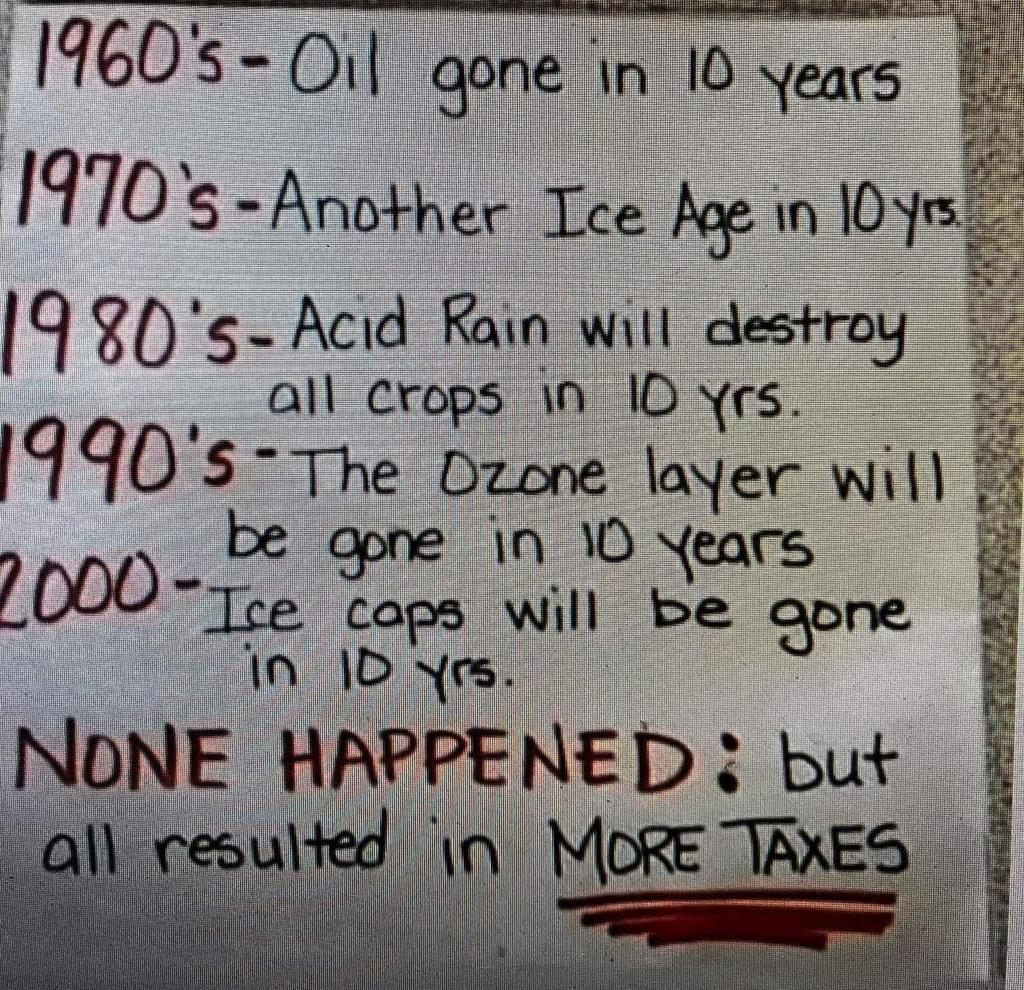 1960's - Oil gone in 10 years
1970's - Another Ice Age in 10 yrs.
1980's - Acid Rain will destroy
all crops in 10 yrs.
1990's - The Ozone layer will
be gone in 10 years
2000 - Ice caps will be gone
in 10 yrs.
NONE HAPPENED: but
all resulted in MORE TAXES